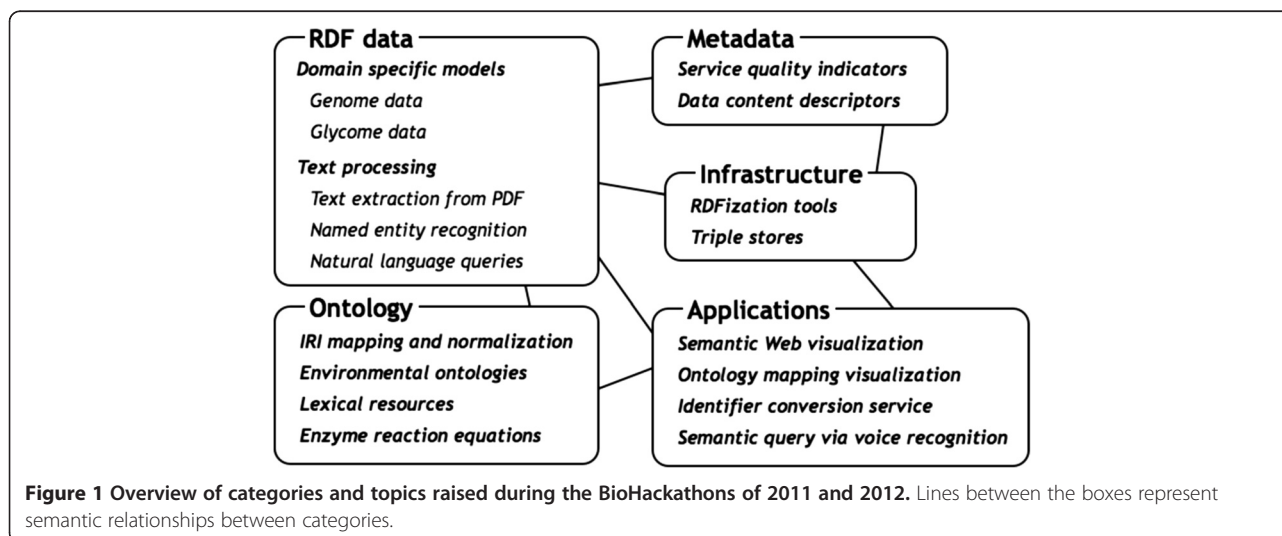 RDF data
Domain specific models
Genome data
Glycome data
Text processing
Text extraction from PDF
Named entity recognition
Natural language queries
Metadata
Service quality indicators
Data content descriptors
Infrastructure
RDFization tools
Triple stores
Ontology
IRI mapping and normalization
Environmental ontologies
Lexical resources
Enzyme reaction equations
Applications
Semantic Web visualization
Ontology mapping visualization
Identifier conversion service
Semantic query via voice recognition
Figure 1 Overview of categories and topics raised during the BioHackathons of 2011 and 2012. Lines between the boxes represent
semantic relationships between categories.